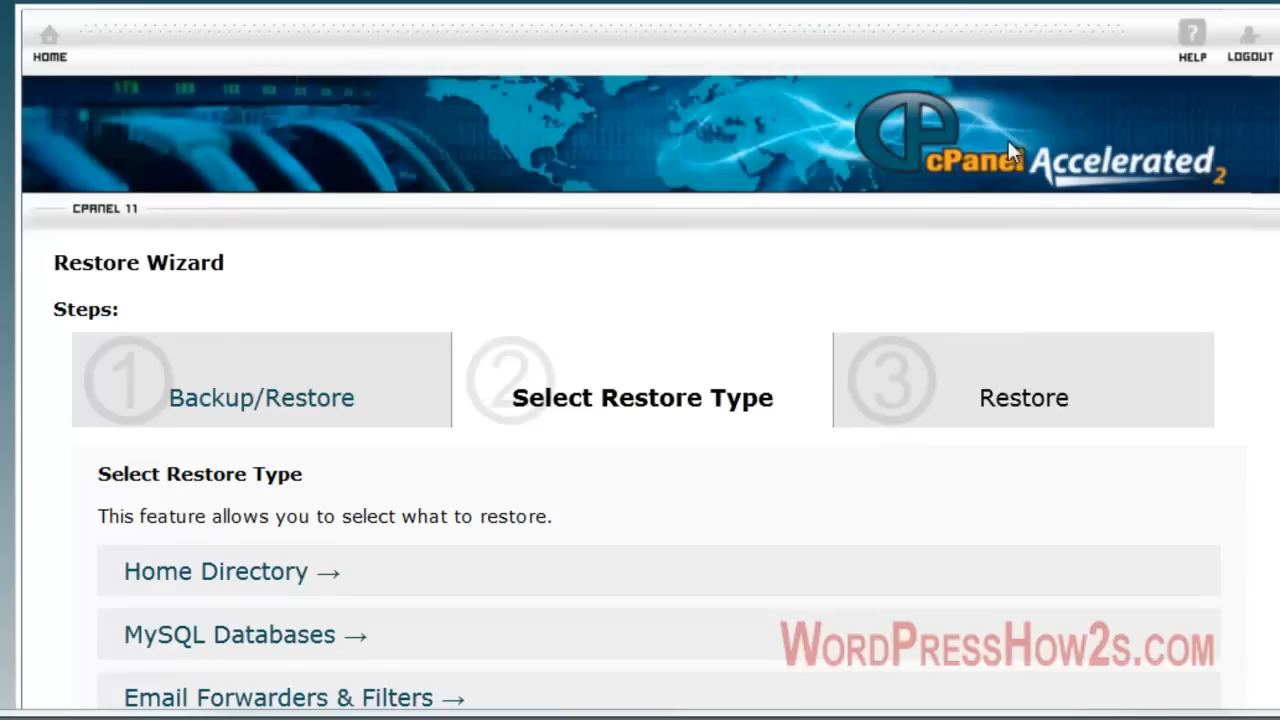 HOME
HELP
LOGOUT
cPanel Accelerated 2
CPANEL 11
Restore Wizard
Steps:
1 Backup/Restore
2 Select Restore Type
3 Restore
Select Restore Type
This feature allows you to select what to restore.
Home Directory →
MySQL Databases →
WORDPRESSHOW2S.COM
Email Forwarders & Filters →